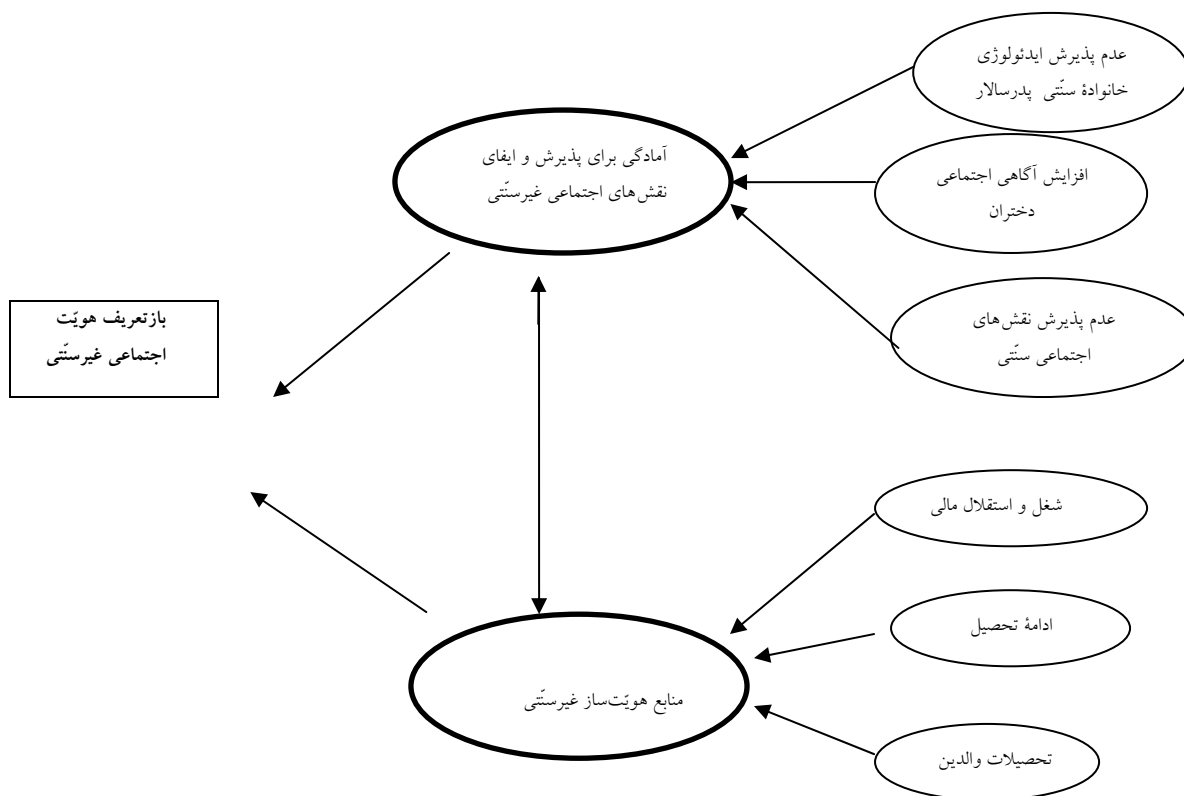 عدم پذیرش ایدئولوژی
خانوادهٔ سنّتی پدرسالار
آمادگی برای پذیرش و ایفای
نقش‌های اجتماعی غیرسنّتی
افزایش آگاهی اجتماعی
دختران
عدم پذیرش نقش‌های
اجتماعی سنّتی
بازتعریف هویّت
اجتماعی غیرسنّتی
شغل و استقلال مالی
ادامهٔ تحصیل
منابع هویّت‌ساز غیرسنّتی
تحصیلات والدین